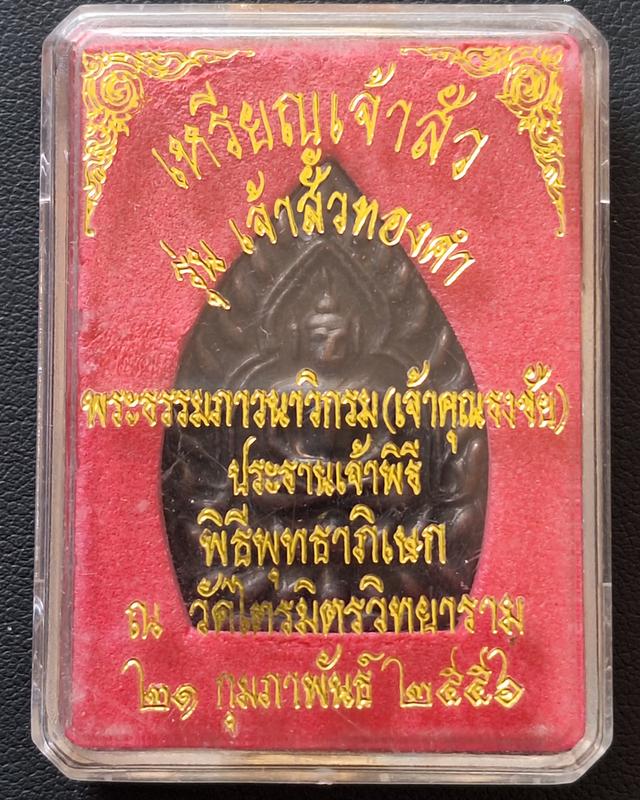 เหรียญเจ้าสัว
รุ่น เจ้าสัวทองคำ
พระธรรมภาวนาวิกรม(เจ้าคุณธงชัย)
ประธานเจ้าพิธี
พิธีพุทธาภิเษก
ณ วัดไตรมิตรวิทยาราม
๒๑ กุมภาพันธ์ ๒๕๕๖